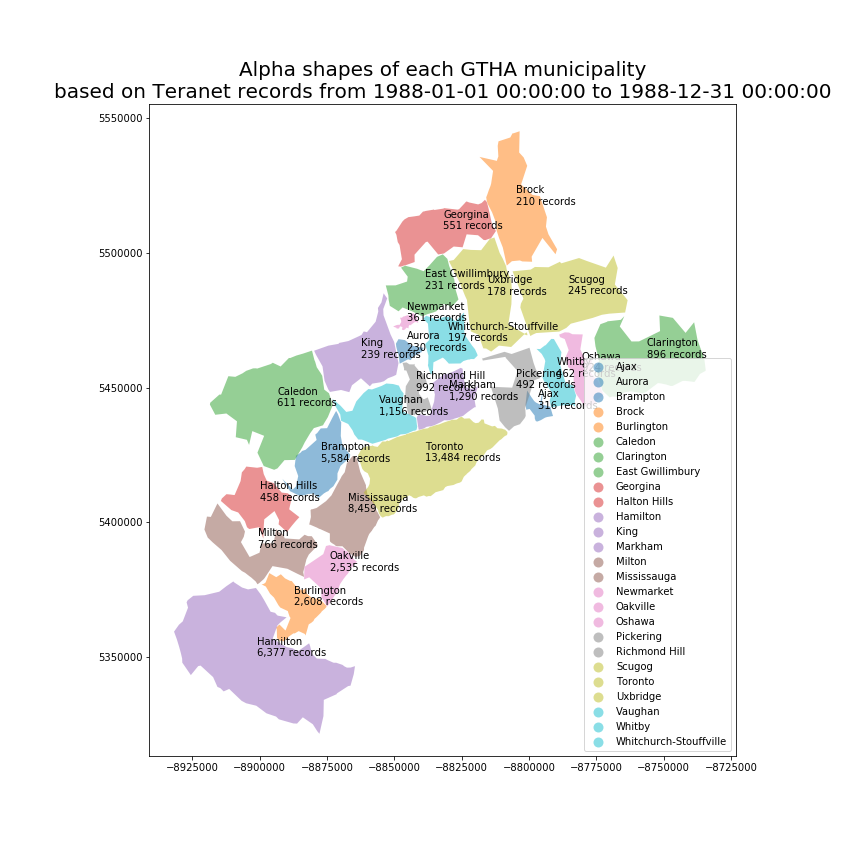 Alpha shapes of each GTHA municipality
based on Teranet records from 1988-01-01 00:00:00 to 1988-12-31 00:00:00
5550000
5500000
5450000
5400000
5350000
Brock
210 records
Georgina
551 records
East Gwillimbury
231 records
Uxbridge
178 records
Scugog
245 records
Newmarket
361 records
Whitchurch-Stouffville
197 records
Aurora
230 records
King
239 records
Clarington
896 records
Oshawa
Whitby
462 records
Richmond Hill
992 records
Markham
1,290 records
Pickering
492 records
Ajax
316 records
Caledon
611 records
Vaughan
1,156 records
Brampton
5,584 records
Toronto
13,484 records
Halton Hills
458 records
Mississauga
8,459 records
Milton
766 records
Oakville
2,535 records
Burlington
2,608 records
Hamilton
6,377 records
Ajax
Aurora
Brampton
Brock
Burlington
Caledon
Clarington
East Gwillimbury
Georgina
Halton Hills
Hamilton
King
Markham
Milton
Mississauga
Newmarket
Oakville
Oshawa
Pickering
Richmond Hill
Scugog
Toronto
Uxbridge
Vaughan
Whitby
Whitchurch-Stouffville
−8925000
−8900000
−8875000
−8850000
−8825000
−8800000
−8775000
−8750000
−8725000